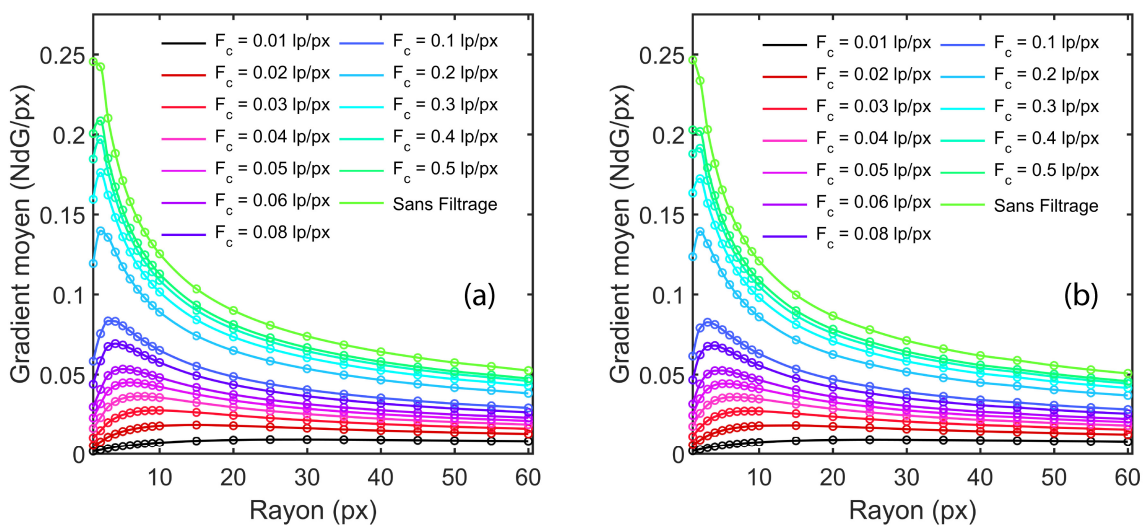 Gradient moyen (NdG/px)
0.25
0.2
0.15
0.1
0.05
0
F_c = 0.01 lp/px
F_c = 0.02 lp/px
F_c = 0.03 lp/px
F_c = 0.04 lp/px
F_c = 0.05 lp/px
F_c = 0.06 lp/px
F_c = 0.08 lp/px
F_c = 0.1 lp/px
F_c = 0.2 lp/px
F_c = 0.3 lp/px
F_c = 0.4 lp/px
F_c = 0.5 lp/px
Sans Filtrage
(a)
10 20 30 40 50 60
Rayon (px)
Gradient moyen (NdG/px)
0.25
0.2
0.15
0.1
0.05
0
F_c = 0.01 lp/px
F_c = 0.02 lp/px
F_c = 0.03 lp/px
F_c = 0.04 lp/px
F_c = 0.05 lp/px
F_c = 0.06 lp/px
F_c = 0.08 lp/px
F_c = 0.1 lp/px
F_c = 0.2 lp/px
F_c = 0.3 lp/px
F_c = 0.4 lp/px
F_c = 0.5 lp/px
Sans Filtrage
(b)
10 20 30 40 50 60
Rayon (px)